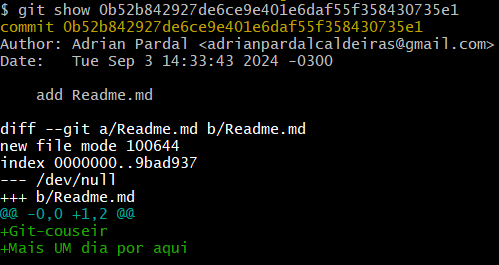 $ git show 0b52b842927de6ce9e401e6daf55f358430735e1
commit 0b52b842927de6ce9e401e6daf55f358430735e1
Author: Adrian Pardal <adrianpardalcaldeiras@gmail.com>
Date:   Tue Sep 3 14:33:43 2024 -0300
    add Readme.md
diff --git a/Readme.md b/Readme.md
new file mode 100644
index 0000000..9bad937
--- /dev/null
+++ b/Readme.md
@@ -0,0 +1,2 @@
+Git-couseir
+Mais UM dia por aqui